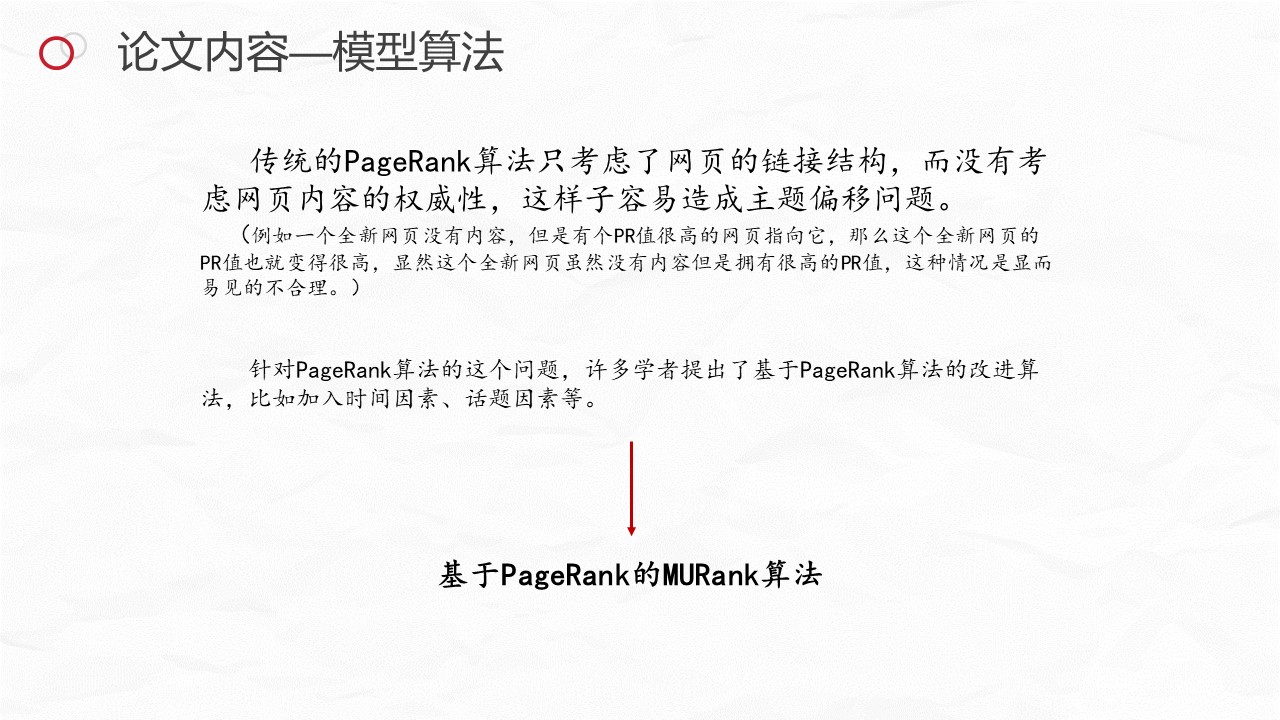 论文内容—模型算法
传统的PageRank算法只考虑了网页的链接结构，而没有考
虑网页内容的权威性，这样子容易造成主题偏移问题。
（例如一个全新网页没有内容，但是有个PR值很高的网页指向它，那么这个全新网页的
PR值也就变得很高，显然这个全新网页虽然没有内容但是拥有很高的PR值，这种情况是显而
易见的不合理。）
针对PageRank算法的这个问题，许多学者提出了基于PageRank算法的改进算
法，比如加入时间因素、话题因素等。
基于PageRank的MURank算法